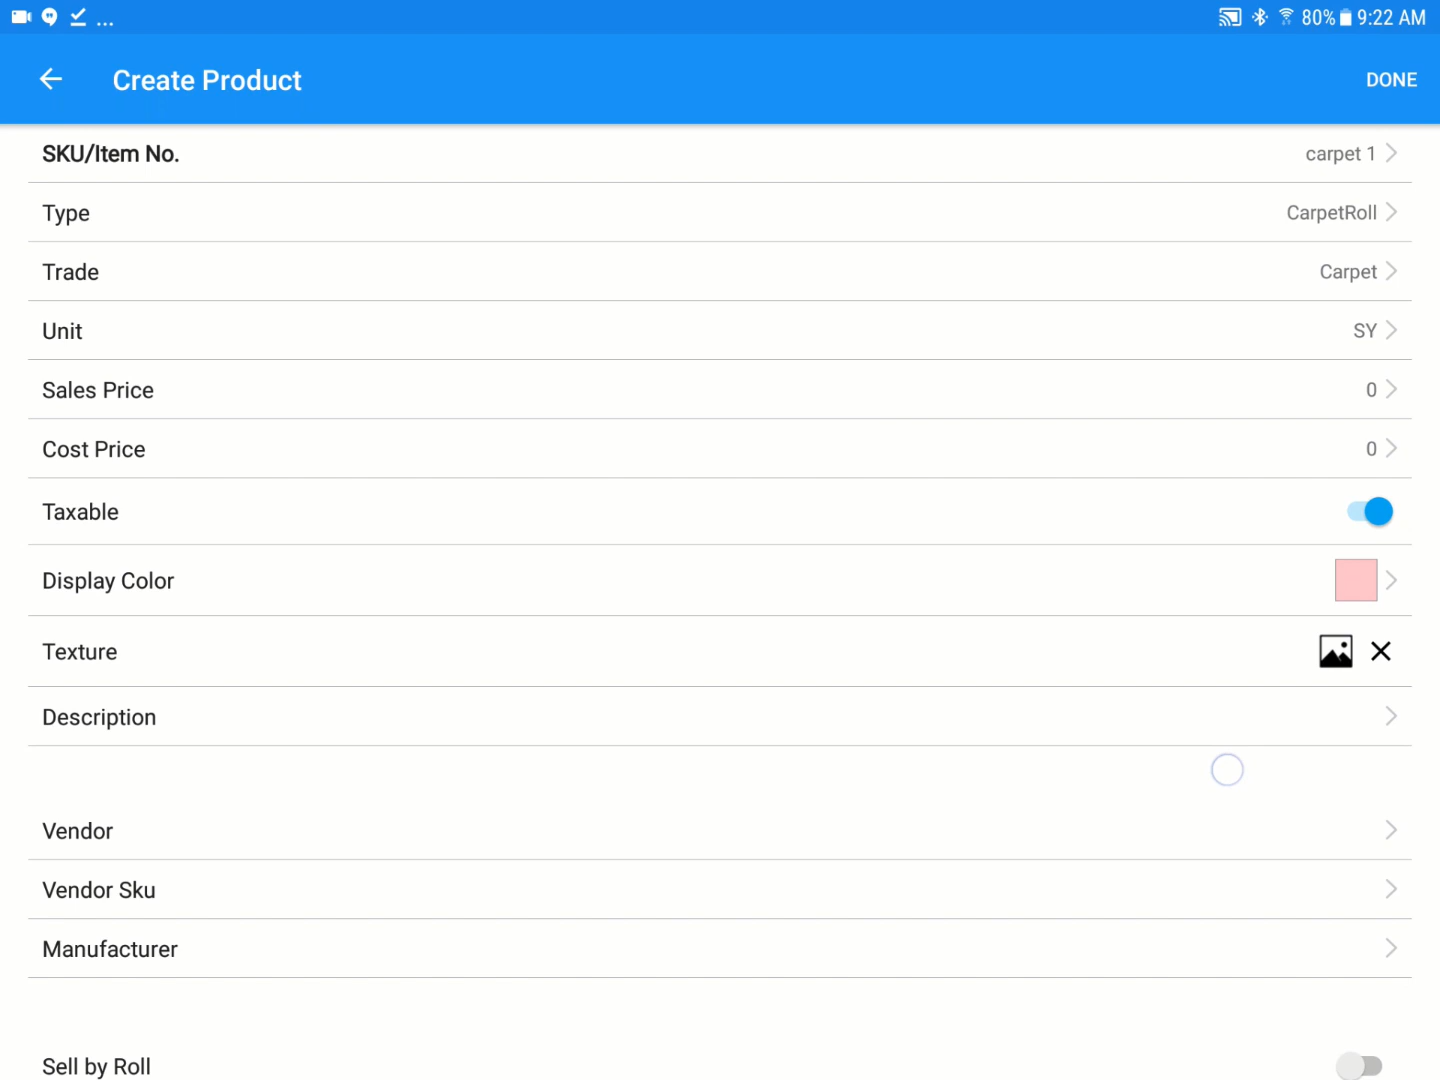 ...
80%
9:22 AM
Create Product
DONE
SKU/Item No.
carpet 1
Type
CarpetRoll
Trade
Carpet
Unit
SY
Sales Price
0
Cost Price
0
Taxable
Display Color
Texture
Description
Vendor
Vendor Sku
Manufacturer
Sell by Roll